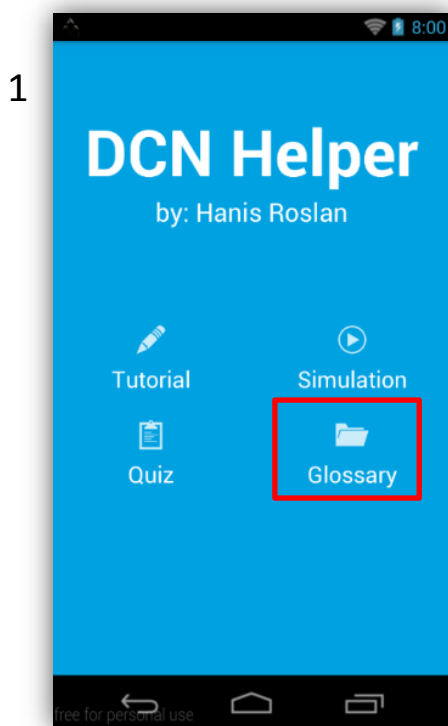 8:00
1
DCN Helper
by: Hanis Roslan
Tutorial
Simulation
Quiz
Glossary
free for personal use